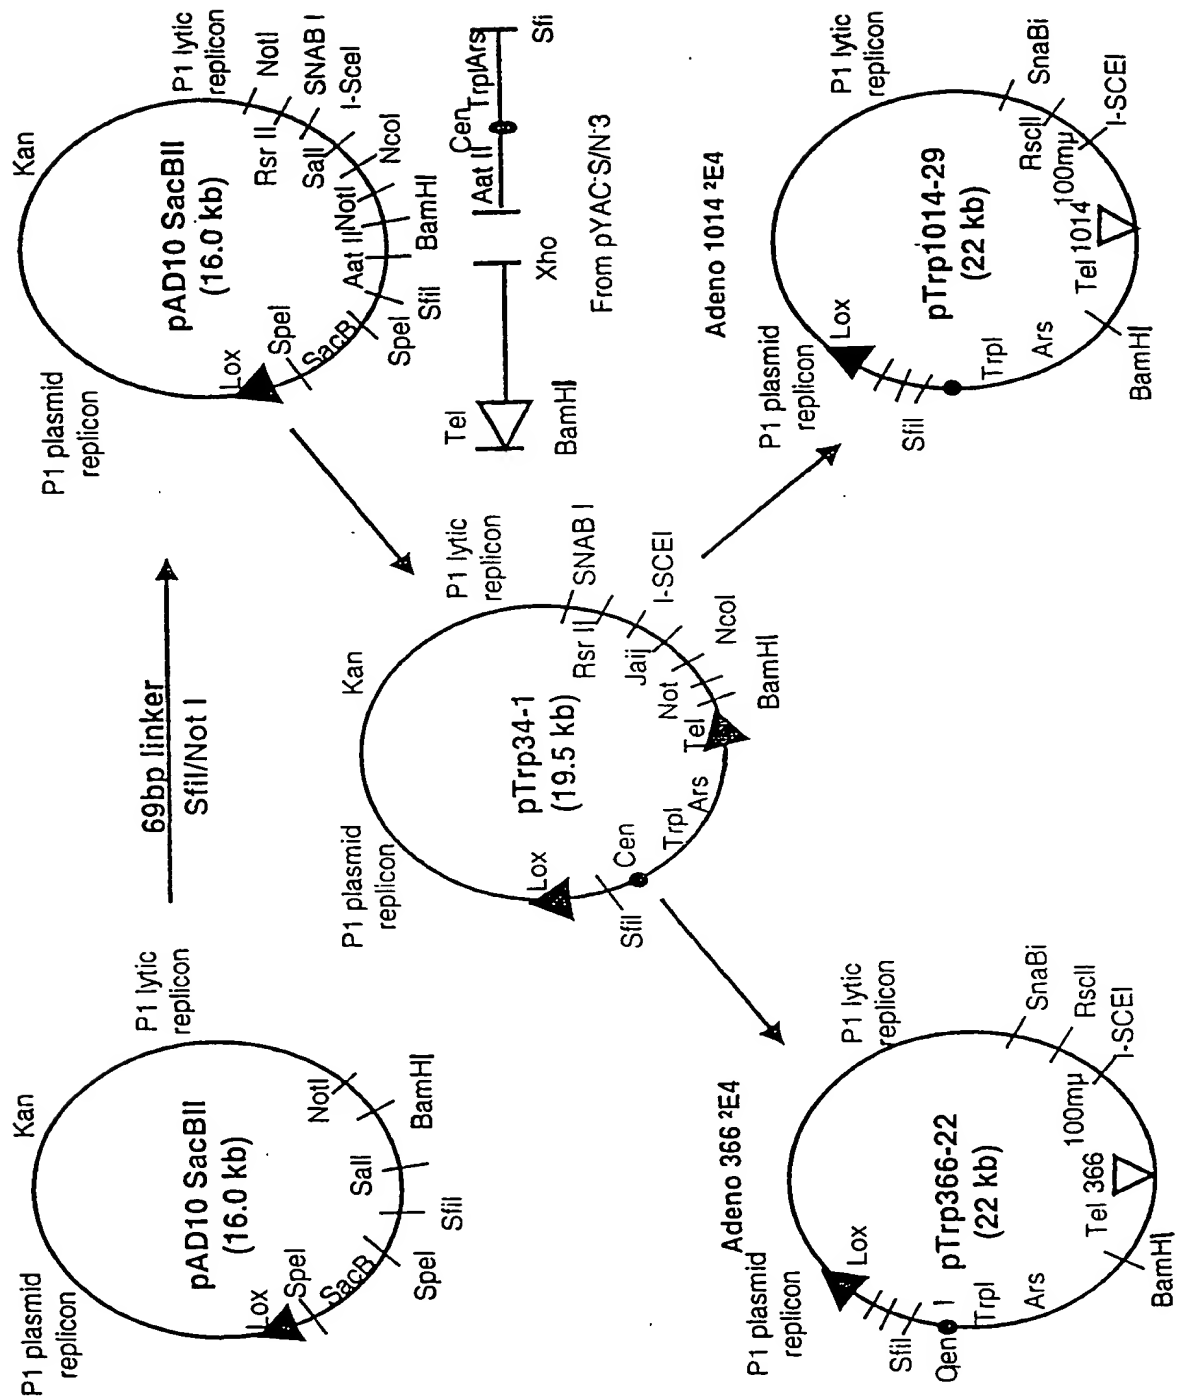 P1 plasmid
replicon
Kan
P1 lytic
replicon
pAD10 SacBII
(16.0 kb)
Lox
SpeI
SacB
SpeI
SfiI
SalI
BamHI
NotI
69bp linker
SfiI/Not I
P1 plasmid
replicon
Kan
P1 lytic
replicon
pAD10 SacBII
(16.0 kb)
Lox
SpeI
SacB
SpeI
SfiI
Aat II
BamHI
NotI
NcoI
SalI
I-SceI
Rsr II
SNAB I
NotI
P1 plasmid
replicon
Kan
P1 lytic
replicon
pTrp34-1
(19.5 kb)
Lox
SfiI
Cen
TrpI
Ars
Tel
BamHI
Not
NcoI
Jaij
I-SCEI
Rsr II
SNAB I
Tel
BamHI
Xho
Aat II
Cen
TrpIArs
Sfi
From pYAC·S/N·3
Adeno 366 ²E4
P1 plasmid
replicon
P1 lytic
replicon
Lox
pTrp366-22
(22 kb)
SfiI
TrpI
Ars
BamHI
Tel 366
100mµ
I-SCEI
RscII
SnaBi
Adeno 1014 ²E4
P1 plasmid
replicon
P1 lytic
replicon
Lox
pTrp1014-29
(22 kb)
SfiI
TrpI
Ars
BamHI
Tel 1014
100mµ
I-SCEI
RscII
SnaBi